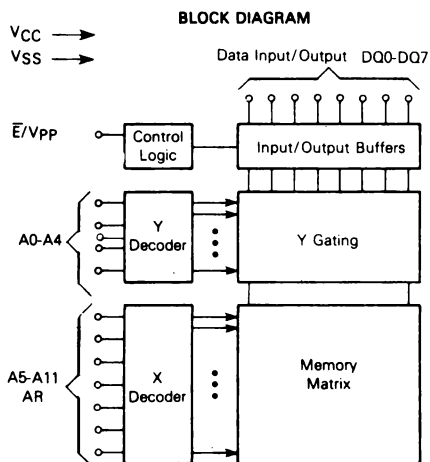 BLOCK DIAGRAM
VCC
VSS
Data Input/Output DQ0-DQ7
E̅/VPP
Control
Logic
Input/Output Buffers
A0-A4
Y
Decoder
Y Gating
A5-A11
AR
X
Decoder
Memory
Matrix